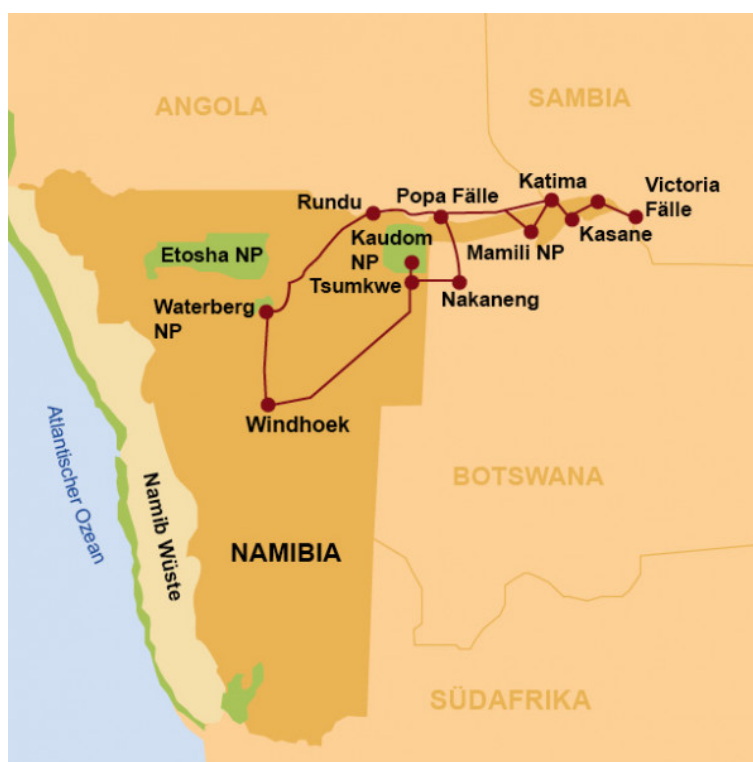 ANGOLA
SAMBIA
Katima
Victoria
Fälle
Rundu
Popa Fälle
Kasane
Kaudom
NP
Mamili NP
Etosha NP
Tsumkwe
Nakaneng
Waterberg
NP
Windhoek
Atlantischer Ozean
Namib Wüste
BOTSWANA
NAMIBIA
SÜDAFRIKA